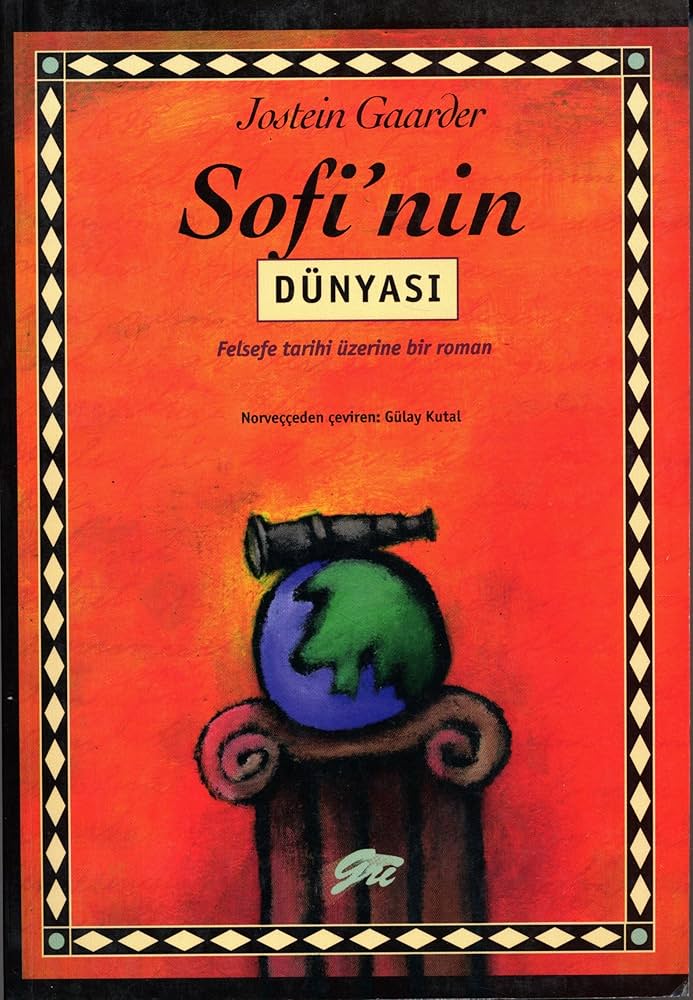 Jostein Gaarder
Sofi'nin
DÜNYASI
Felsefe tarihi üzerine bir roman
Norveççeden çeviren: Gülay Kutal